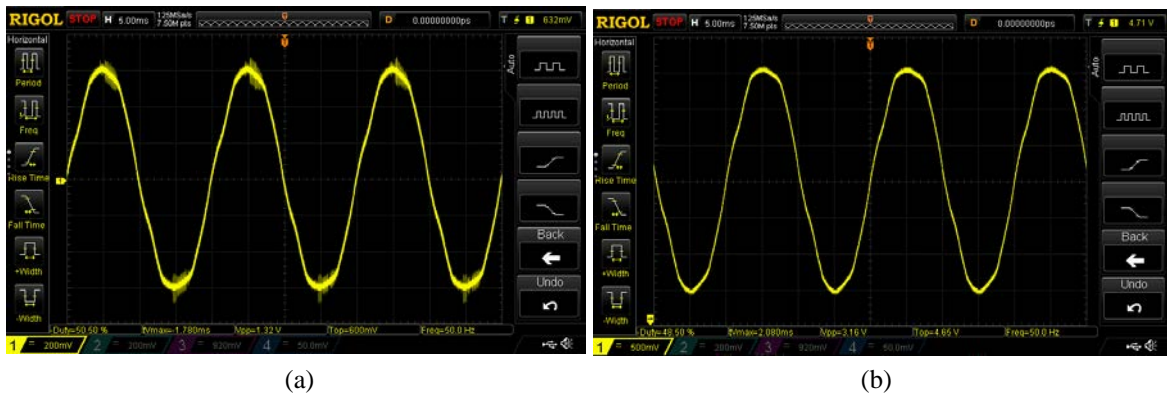 RIGOL STOP H 5.00ms 125MSa/s 7.50M pts D 0.00000000ps T 1 632mV
Horizontal
Auto
Period
Freq
Rise Time
1
Fall Time
Back
+Width
Undo
-Width
-Duty=50.50 % tVmax=-1.780ms Vpp=1.32 V Top=600mV Freq=50.0 Hz
1 = 200mV 2 = 200mV 3 = 920mV 4 = 50.0mV
(a)
RIGOL STOP H 5.00ms 125MSa/s 7.50M pts D 0.00000000ps T 1 4.71 V
Horizontal
Auto
Period
Freq
Rise Time
Fall Time
Back
+Width
Undo
-Width
-Duty=48.50 % tVmax=-2.080ms Vpp=3.16 V Top=4.65 V Freq=50.0 Hz
1 = 500mV 2 = 200mV 3 = 920mV 4 = 50.0mV
(b)